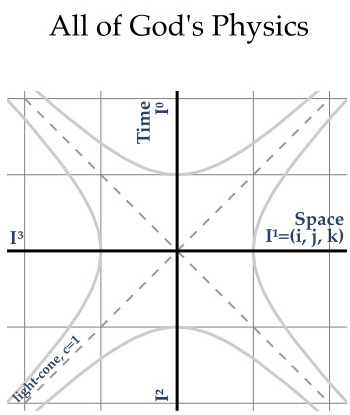 All of God's Physics
Time
I⁰
Space
I¹=(i, j, k)
I³
light-cone, c=1
I²